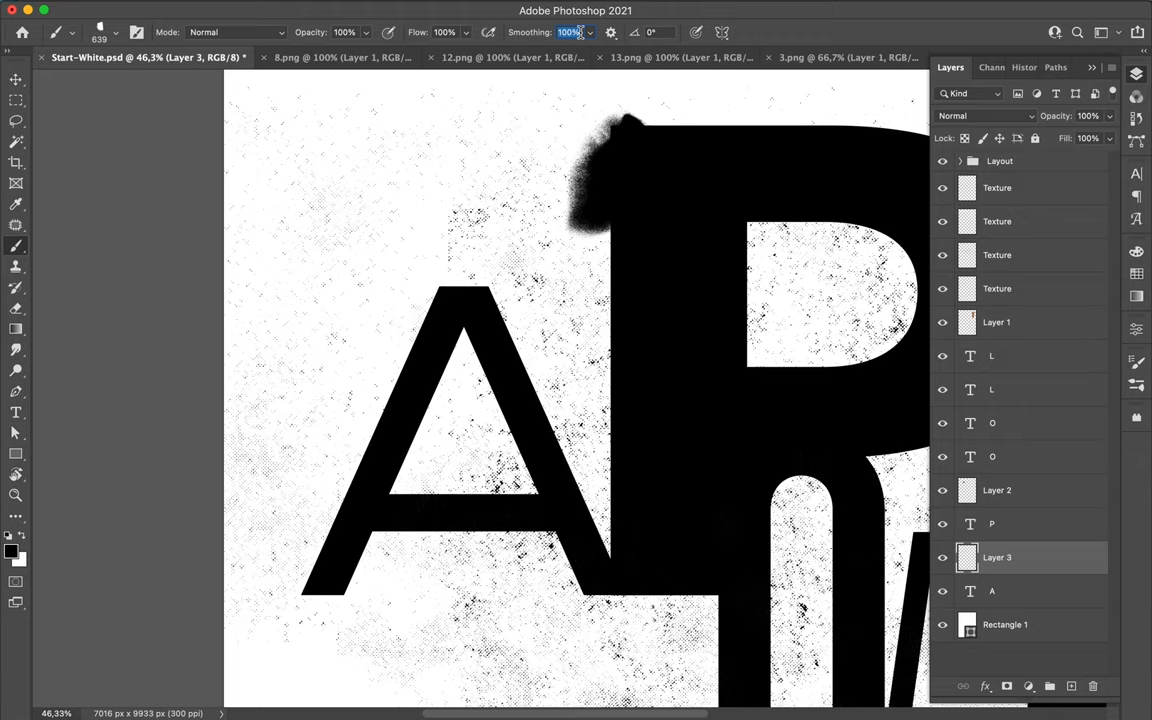 Adobe Photoshop 2021
639
Mode: Normal
Opacity: 100%
Flow: 100%
Smoothing: 100%
0°
Start-White.psd @ 46,3% (Layer 3, RGB/8) *
8.png @ 100% (Layer 1, RGB/...
12.png @ 100% (Layer 1, RGB/...
13.png @ 100% (Layer 1, RGB/...
3.png @ 66,7% (Layer 1, RGB/...
Layers
Chann
Histor
Paths
Kind
Normal
Opacity: 100%
Lock:
Fill: 100%
Layout
Texture
Texture
Texture
Texture
Layer 1
L
L
O
O
Layer 2
P
Layer 3
A
Rectangle 1
A
P
46,33%
7016 px x 9933 px (300 ppi)